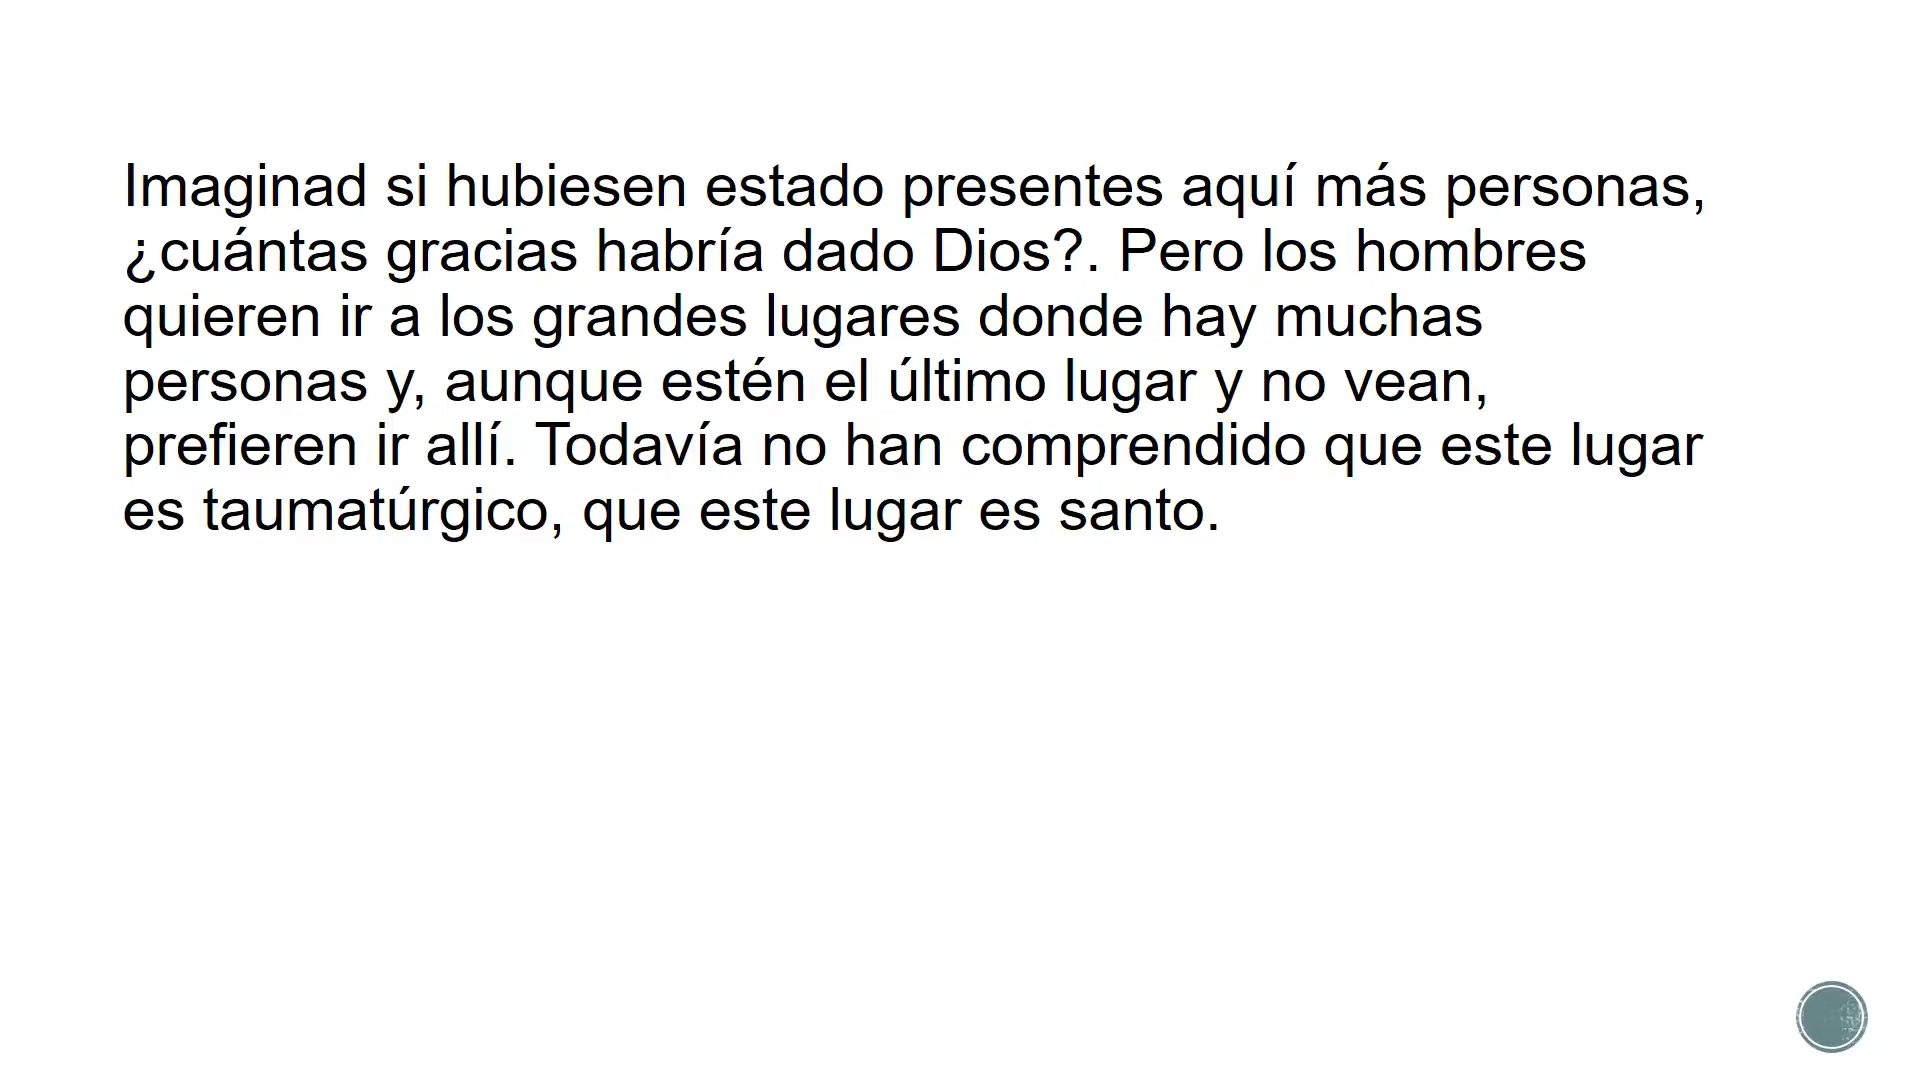 Imaginad si hubiesen estado presentes aquí más personas,
¿cuántas gracias habría dado Dios?. Pero los hombres
quieren ir a los grandes lugares donde hay muchas
personas y, aunque estén el último lugar y no vean,
prefieren ir allí. Todavía no han comprendido que este lugar
es taumatúrgico, que este lugar es santo.